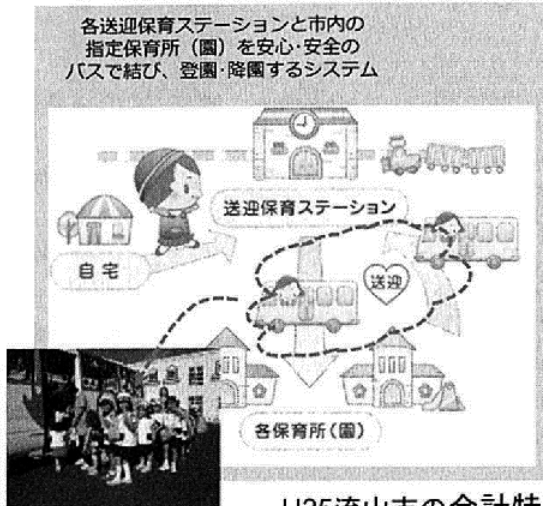 各送迎保育ステーションと市内の
指定保育所（園）を安心・安全の
バスで結び、登園・降園するシステム
送迎保育ステーション
自宅
送迎
各保育所（園）
H25流山市の合計特